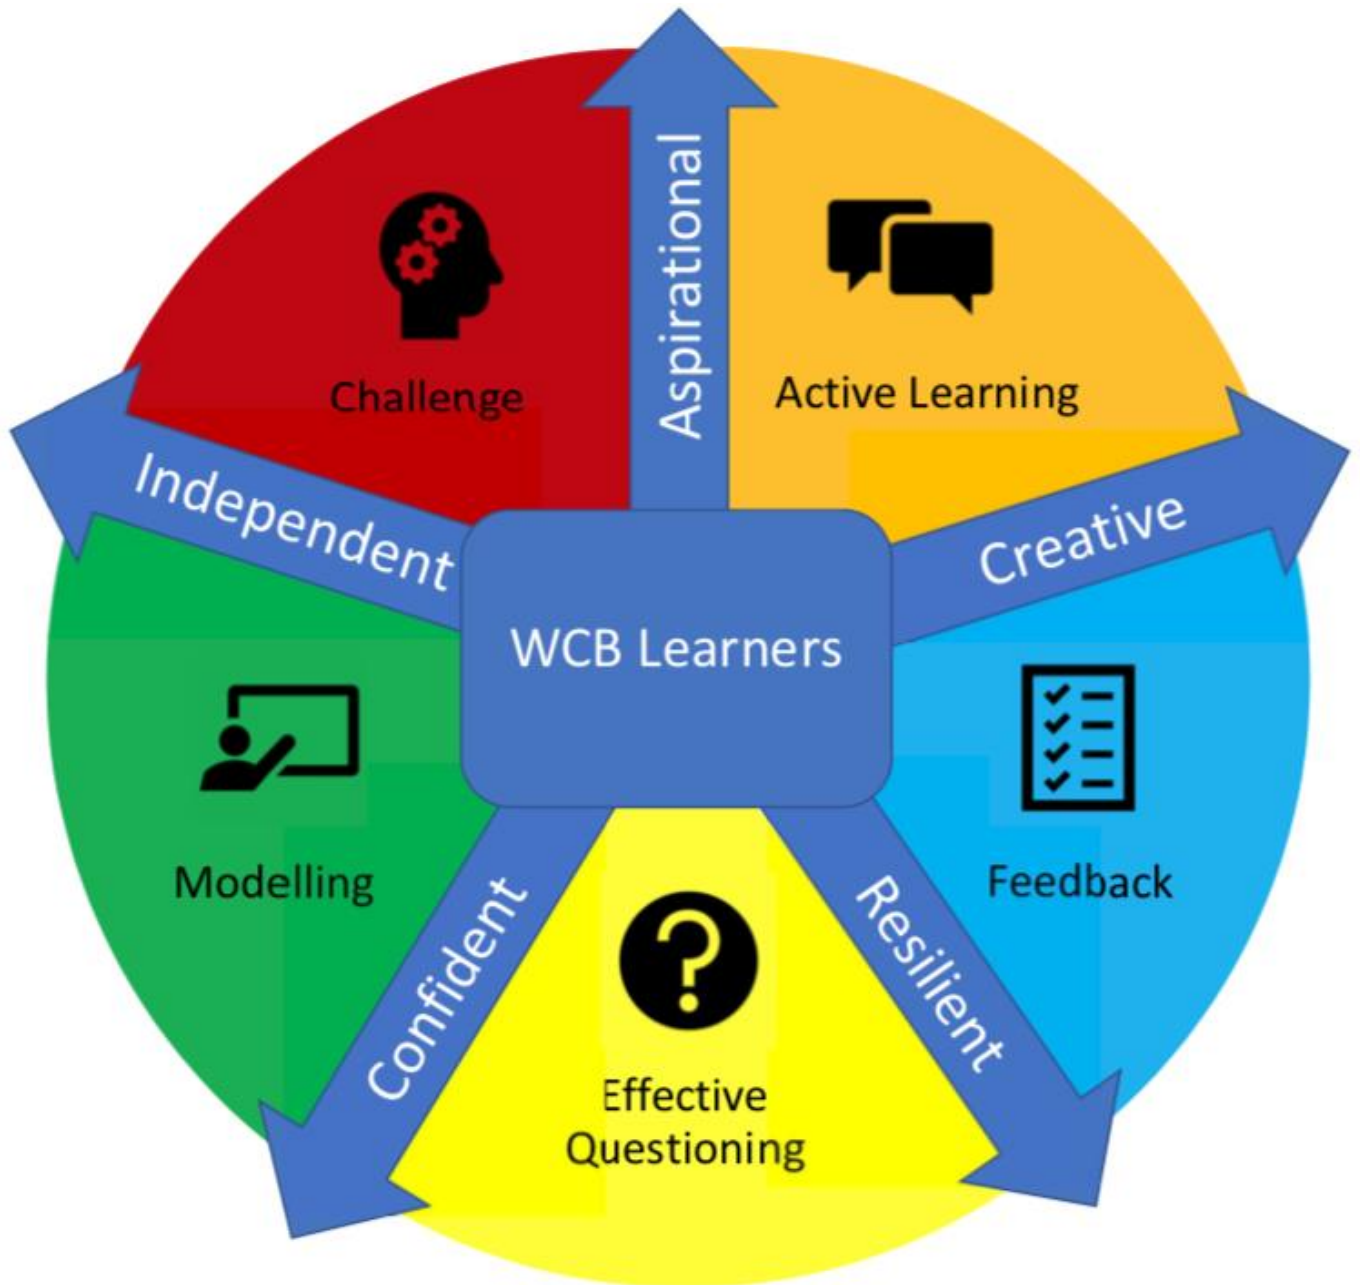 Aspirational
Challenge
Active Learning
Independent
Creative
WCB Learners
Modelling
Feedback
Confident
Resilient
Effective
Questioning